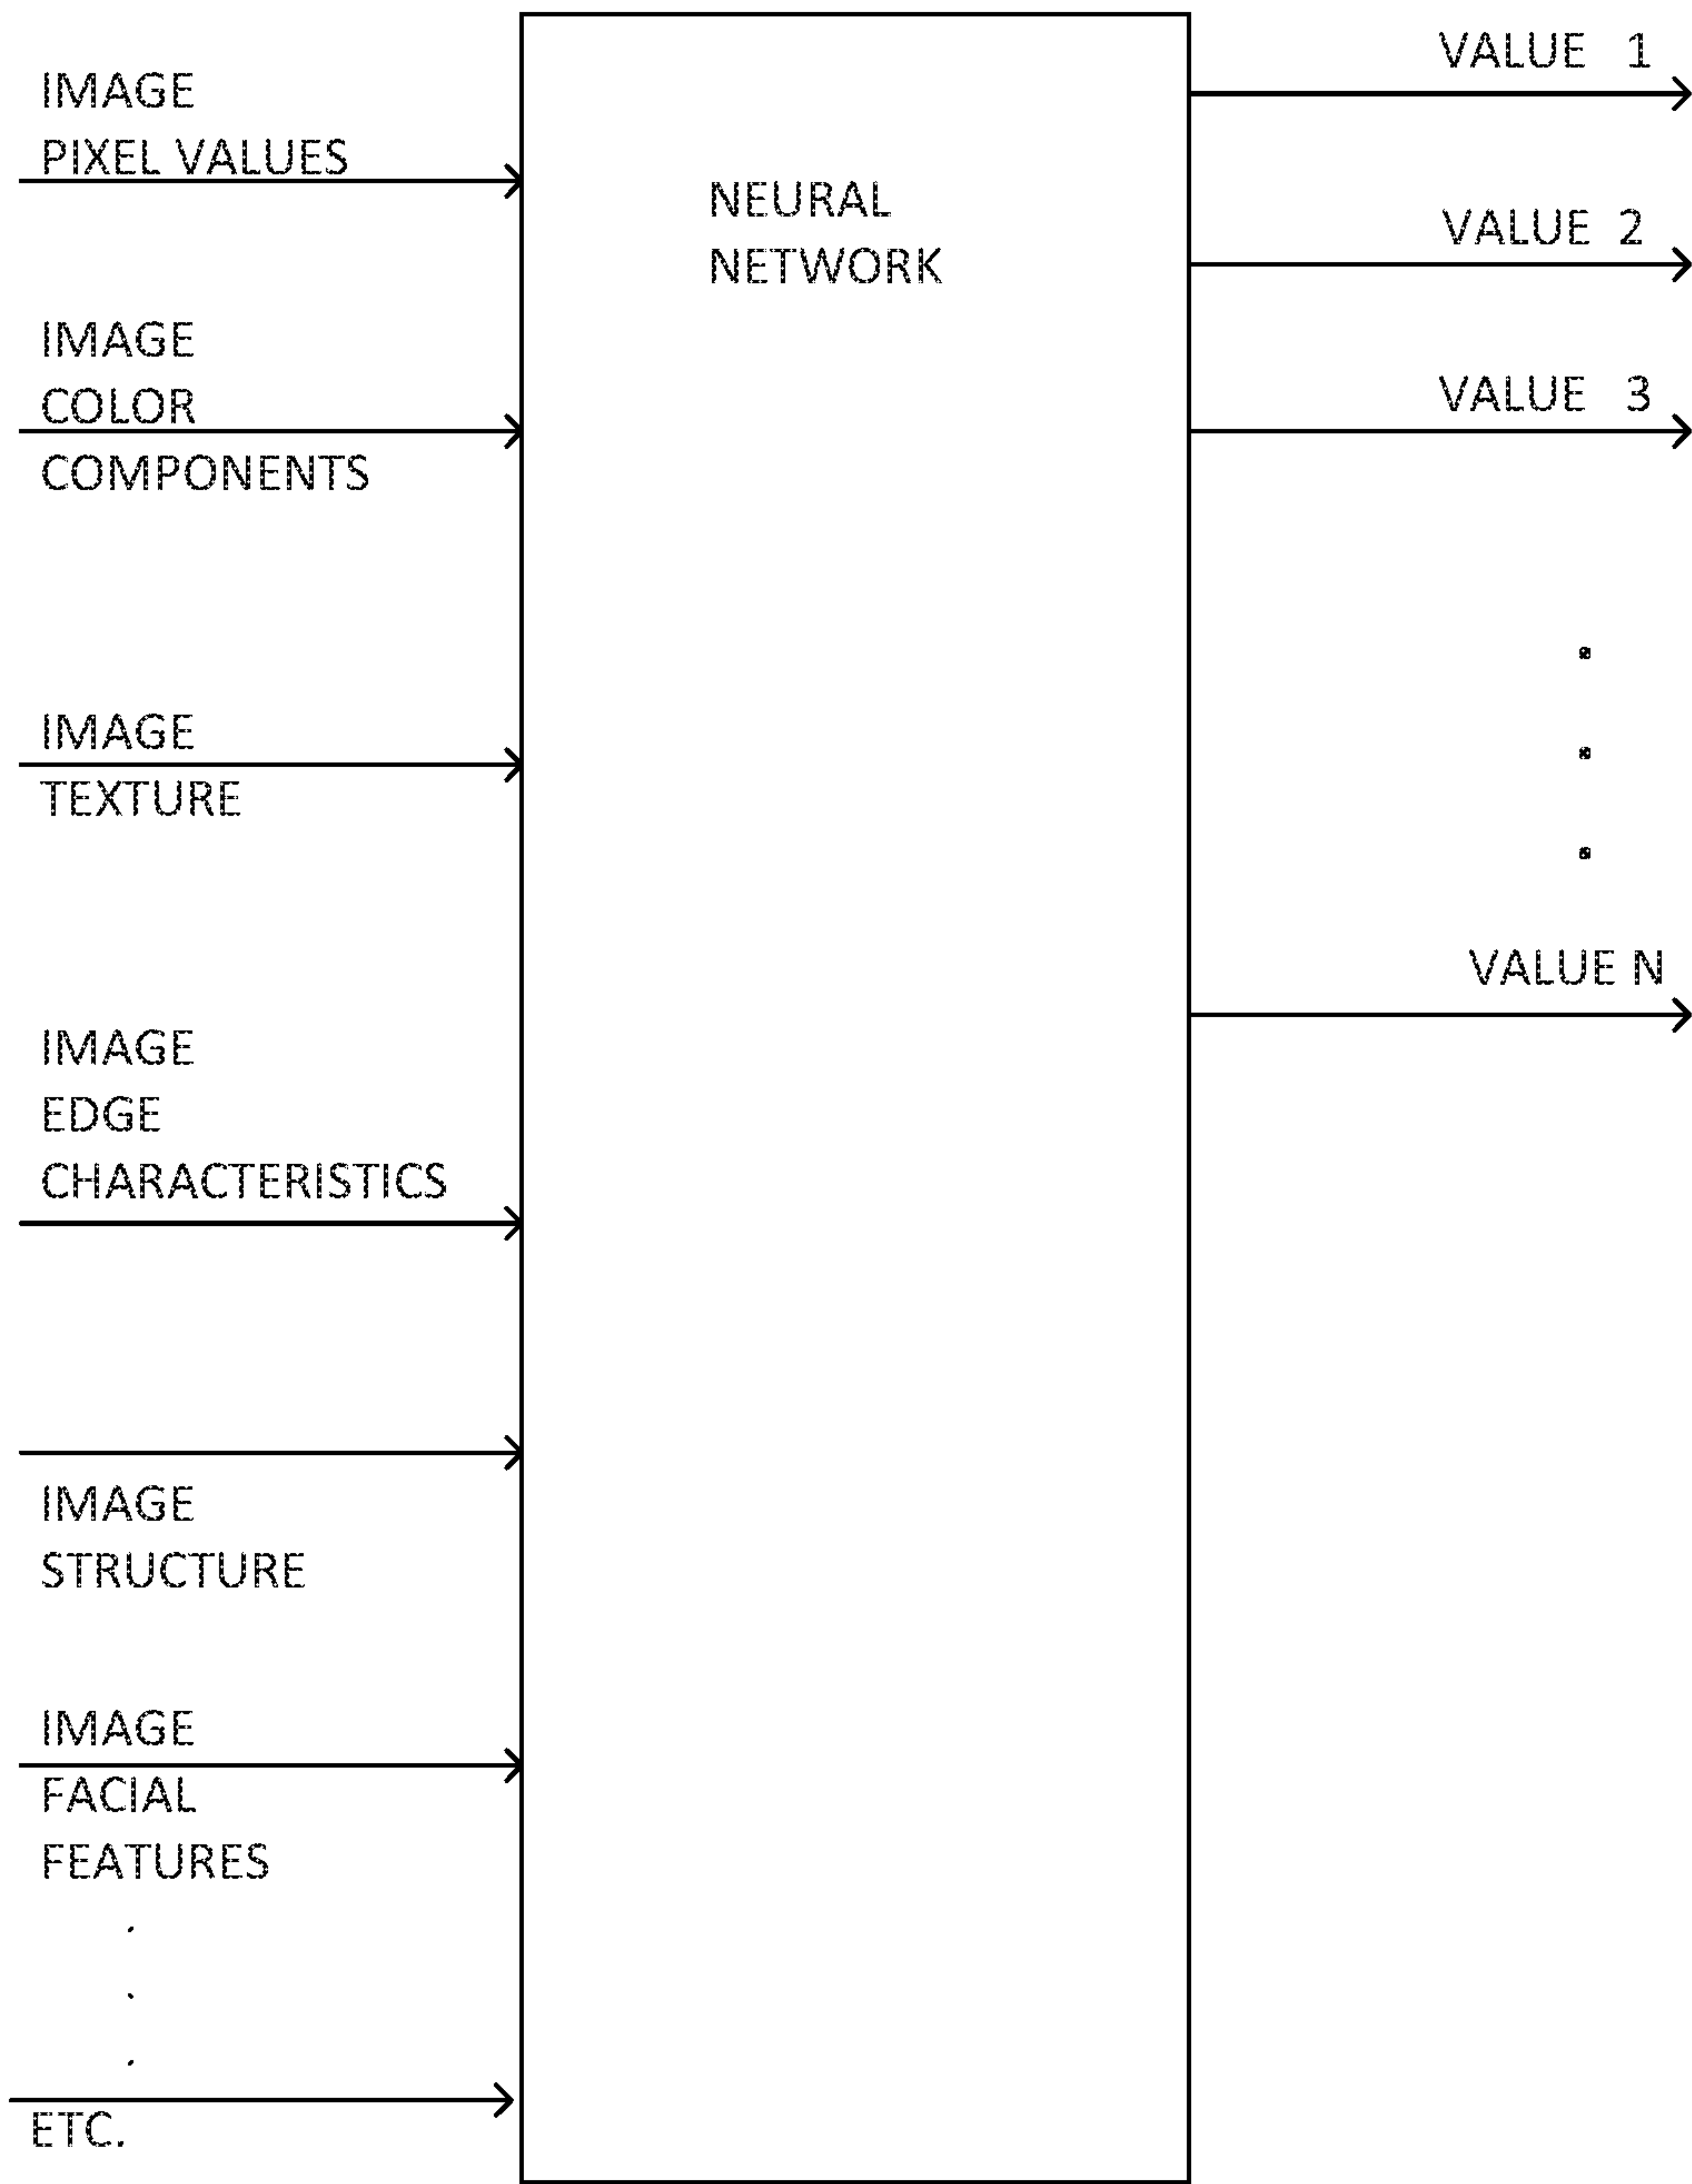 IMAGE
PIXEL VALUES
IMAGE
COLOR
COMPONENTS
IMAGE
TEXTURE
IMAGE
EDGE
CHARACTERISTICS
IMAGE
STRUCTURE
IMAGE
FACIAL
FEATURES
.
.
.
ETC.
NEURAL
NETWORK
VALUE 1
VALUE 2
VALUE 3
.
.
.
VALUE N